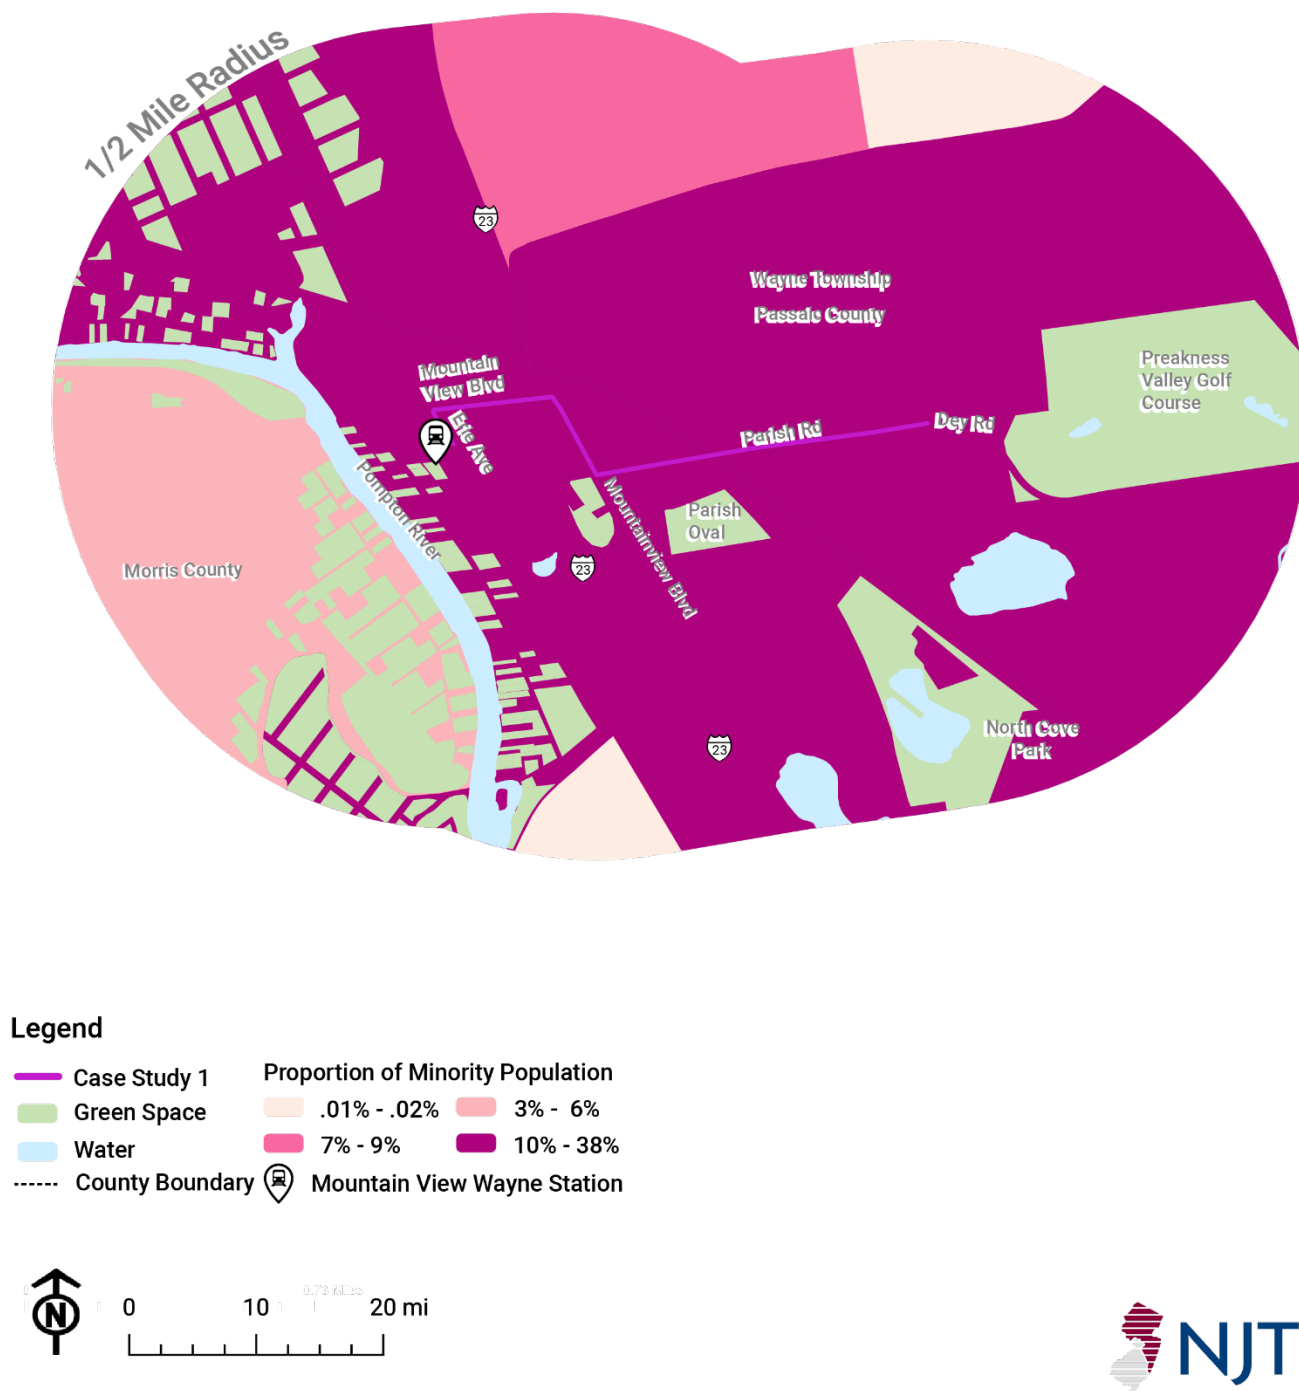 1/2 Mile Radius
23
Wayne Township
Passaic County
Mountain
View Blvd
Preakness
Valley Golf
Course
Erie Ave
Parish Rd
Dey Rd
Pompton River
Mountainview Blvd
Parish
Oval
Morris County
23
North Cove
Park
23
Legend
Case Study 1
Green Space
Water
County Boundary
Proportion of Minority Population
.01% - .02%
3% - 6%
7% - 9%
10% - 38%
Mountain View Wayne Station
N
0.73 Miles
0 10 20 mi
NJT